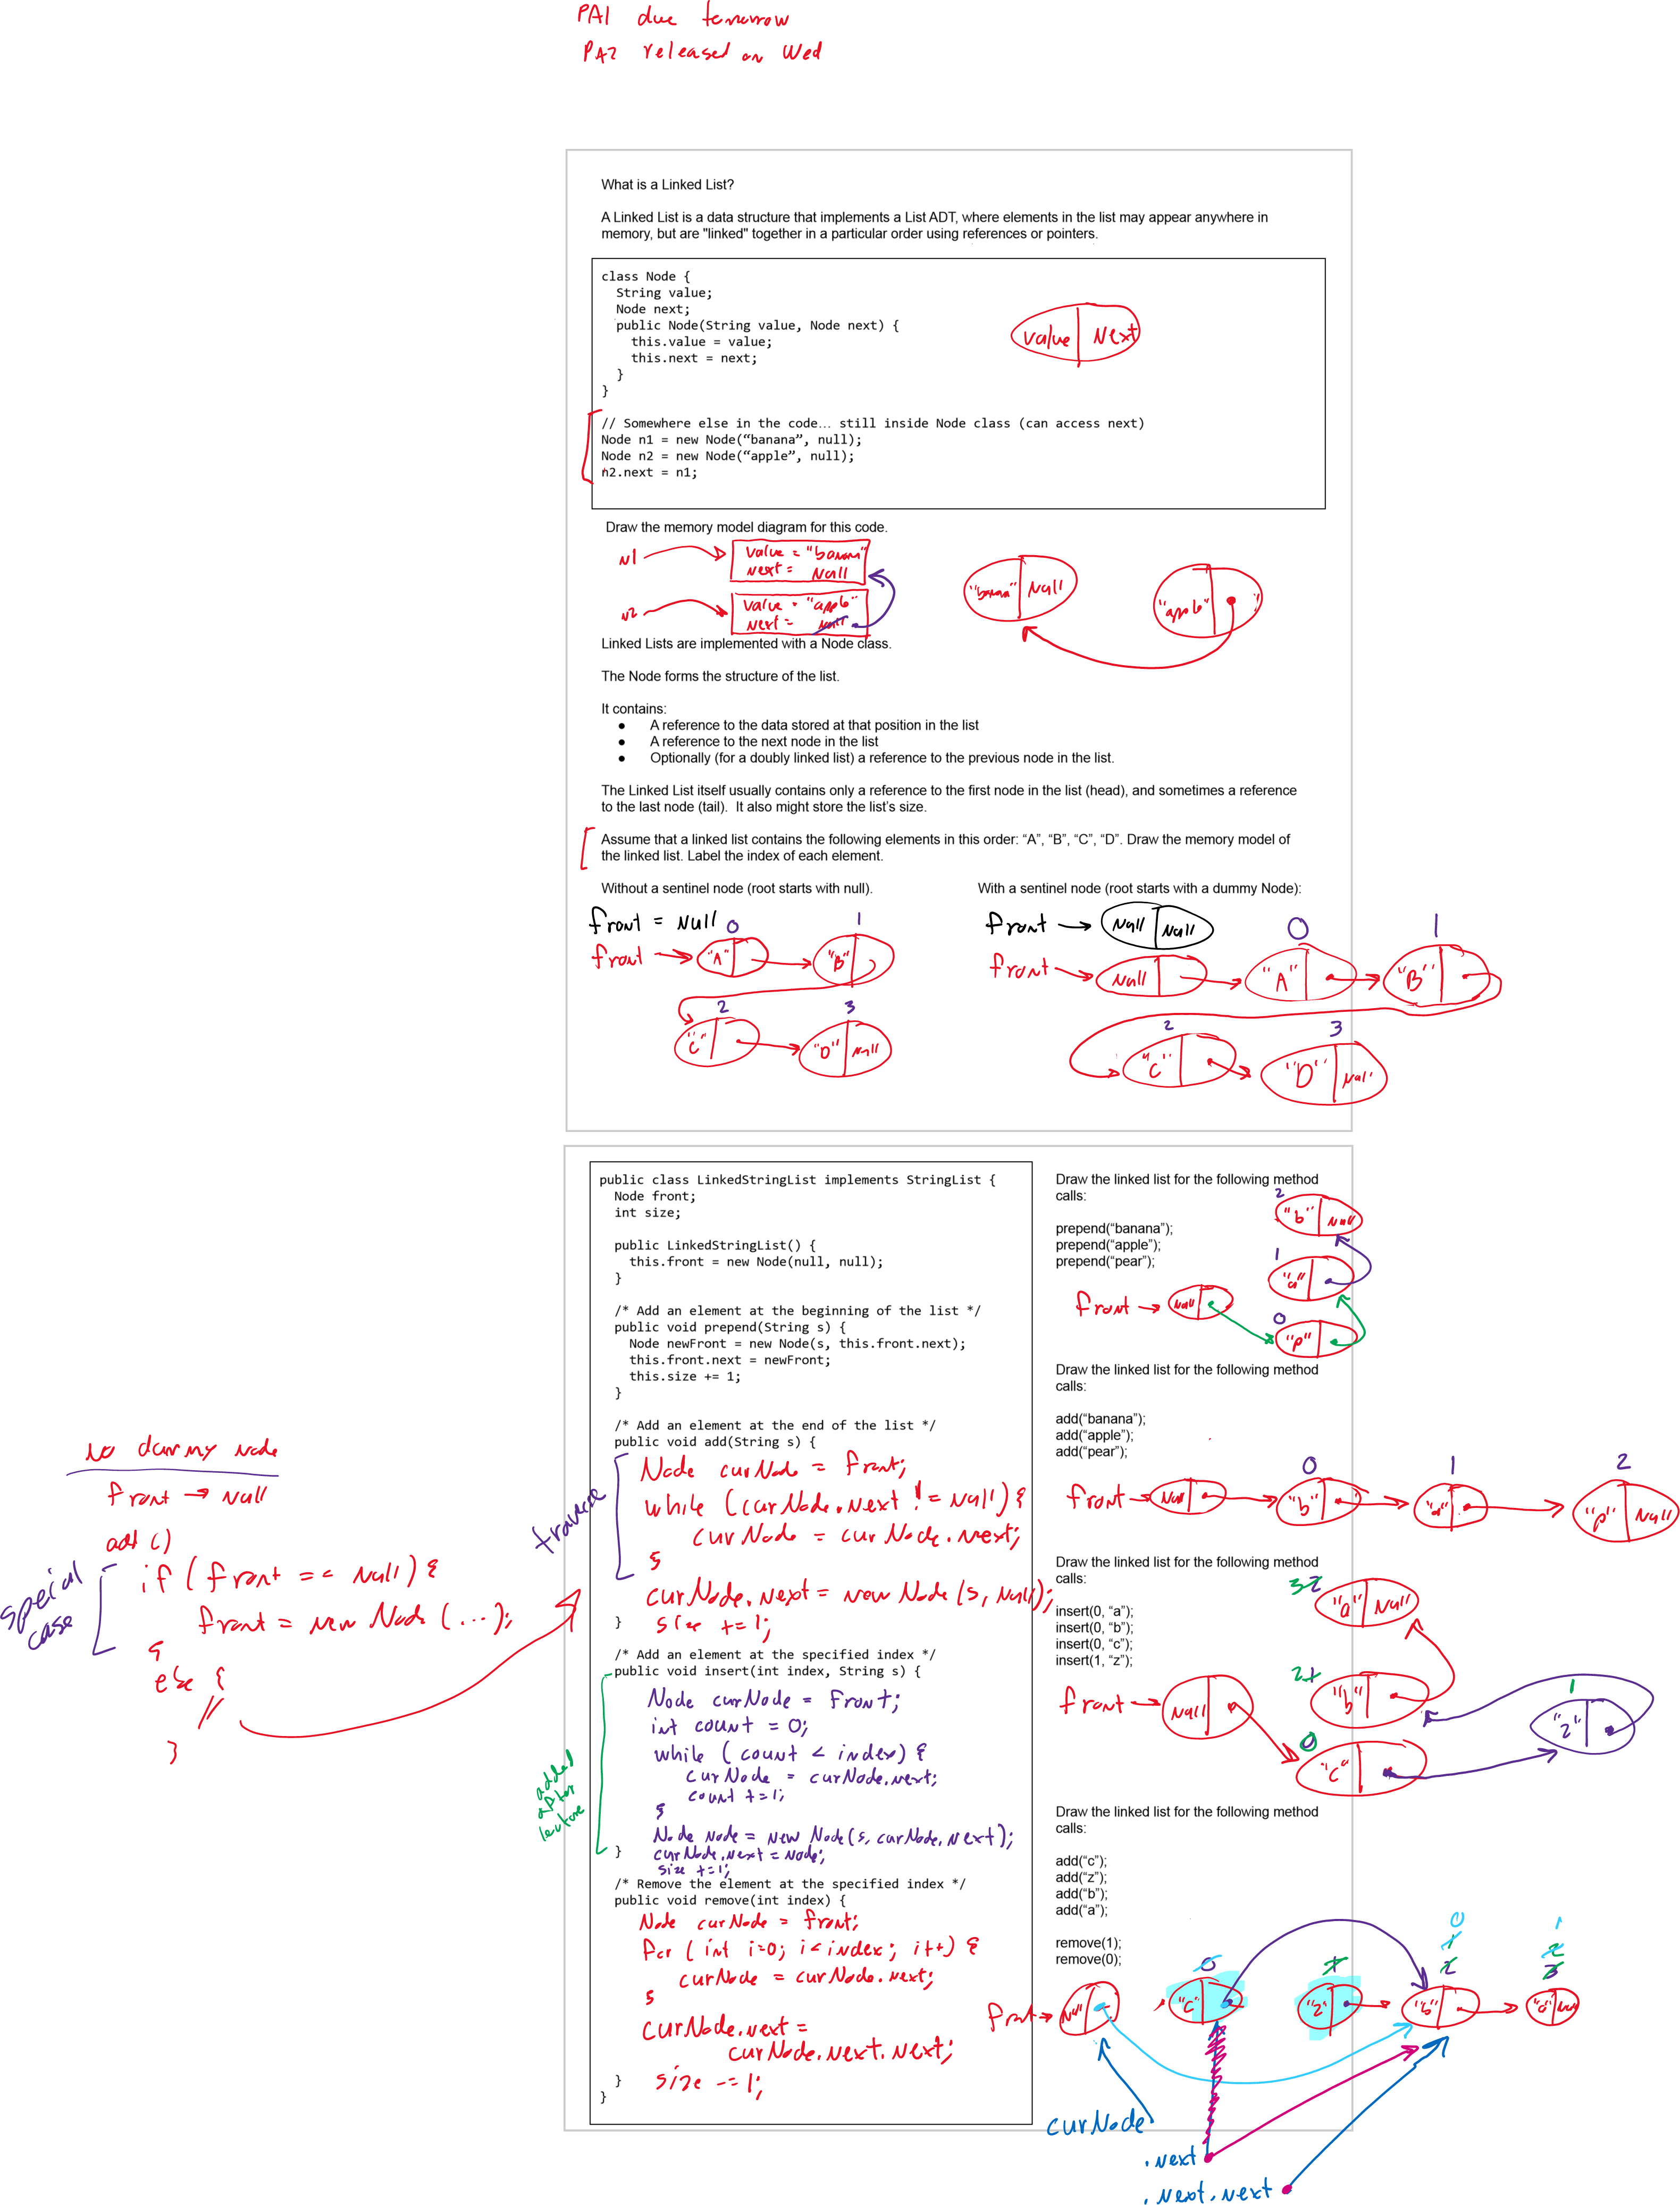 PA1 due tomorrow
PA2 released on Wed
What is a Linked List?
A Linked List is a data structure that implements a List ADT, where elements in the list may appear anywhere in
memory, but are "linked" together in a particular order using references or pointers.
class Node {
String value;
Node next;
public Node(String value, Node next) {
this.value = value;
this.next = next;
}
}
value | Next
// Somewhere else in the code... still inside Node class (can access next)
Node n1 = new Node(“banana”, null);
Node n2 = new Node(“apple”, null);
n2.next = n1;
Draw the memory model diagram for this code.
N1
value = "banana"
Next = Null
N2
value = "apple"
Next = Null
"banana" | Null
"apple"
Linked Lists are implemented with a Node class.
The Node forms the structure of the list.
It contains:
● A reference to the data stored at that position in the list
● A reference to the next node in the list
● Optionally (for a doubly linked list) a reference to the previous node in the list.
The Linked List itself usually contains only a reference to the first node in the list (head), and sometimes a reference
to the last node (tail).  It also might store the list’s size.
Assume that a linked list contains the following elements in this order: “A”, “B”, “C”, “D”. Draw the memory model of
the linked list. Label the index of each element.
Without a sentinel node (root starts with null).
front = Null
0 1
front → "A" "B"
2 3
"C" "D" Null
With a sentinel node (root starts with a dummy Node):
front → Null | Null
0 1
front → Null "A" "B"
2 3
"C" "D" Null
public class LinkedStringList implements StringList {
Node front;
int size;
public LinkedStringList() {
this.front = new Node(null, null);
}
/* Add an element at the beginning of the list */
public void prepend(String s) {
Node newFront = new Node(s, this.front.next);
this.front.next = newFront;
this.size += 1;
}
/* Add an element at the end of the list */
public void add(String s) {
traverse
Node curNode = front;
while (curNode.next != Null) {
curNode = curNode.next;
}
curNode.next = new Node (s, Null);
} size += 1;
/* Add an element at the specified index */
public void insert(int index, String s) {
added
after
lecture
Node curNode = front;
int count = 0;
while ( count < index) {
curNode = curNode.next;
count += 1;
}
Node node = new Node(s, curNode.next);
} curNode.next = node;
size += 1;
/* Remove the element at the specified index */
public void remove(int index) {
Node curNode = front;
for ( int i=0; i < index; i++) {
curNode = curNode.next;
}
curNode.next =
curNode.next.next;
} size -= 1;
}
No dummy node
front → Null
add ()
special
case
if ( front == Null) {
front = new Node (...);
}
else {
//
}
Draw the linked list for the following method
calls:
prepend(“banana”);
prepend(“apple”);
prepend(“pear”);
2
"b" | Null
1
"a"
front → Null
0
"p"
Draw the linked list for the following method
calls:
add(“banana”);
add(“apple”);
add(“pear”);
0 1 2
front → Null "b" "a" "p" Null
Draw the linked list for the following method
calls:
insert(0, “a”);
insert(0, “b”);
insert(0, “c”);
insert(1, “z”);
3 2
"a" | Null
2 1
"b"
1
"z"
front → Null
0
"c"
Draw the linked list for the following method
calls:
add(“c”);
add(“z”);
add(“b”);
add(“a”);
remove(1);
remove(0);
0 1
1 2
0 1 2 3
front → Null "c" "z" "b" "a" Null
curNode
.next
.next.next